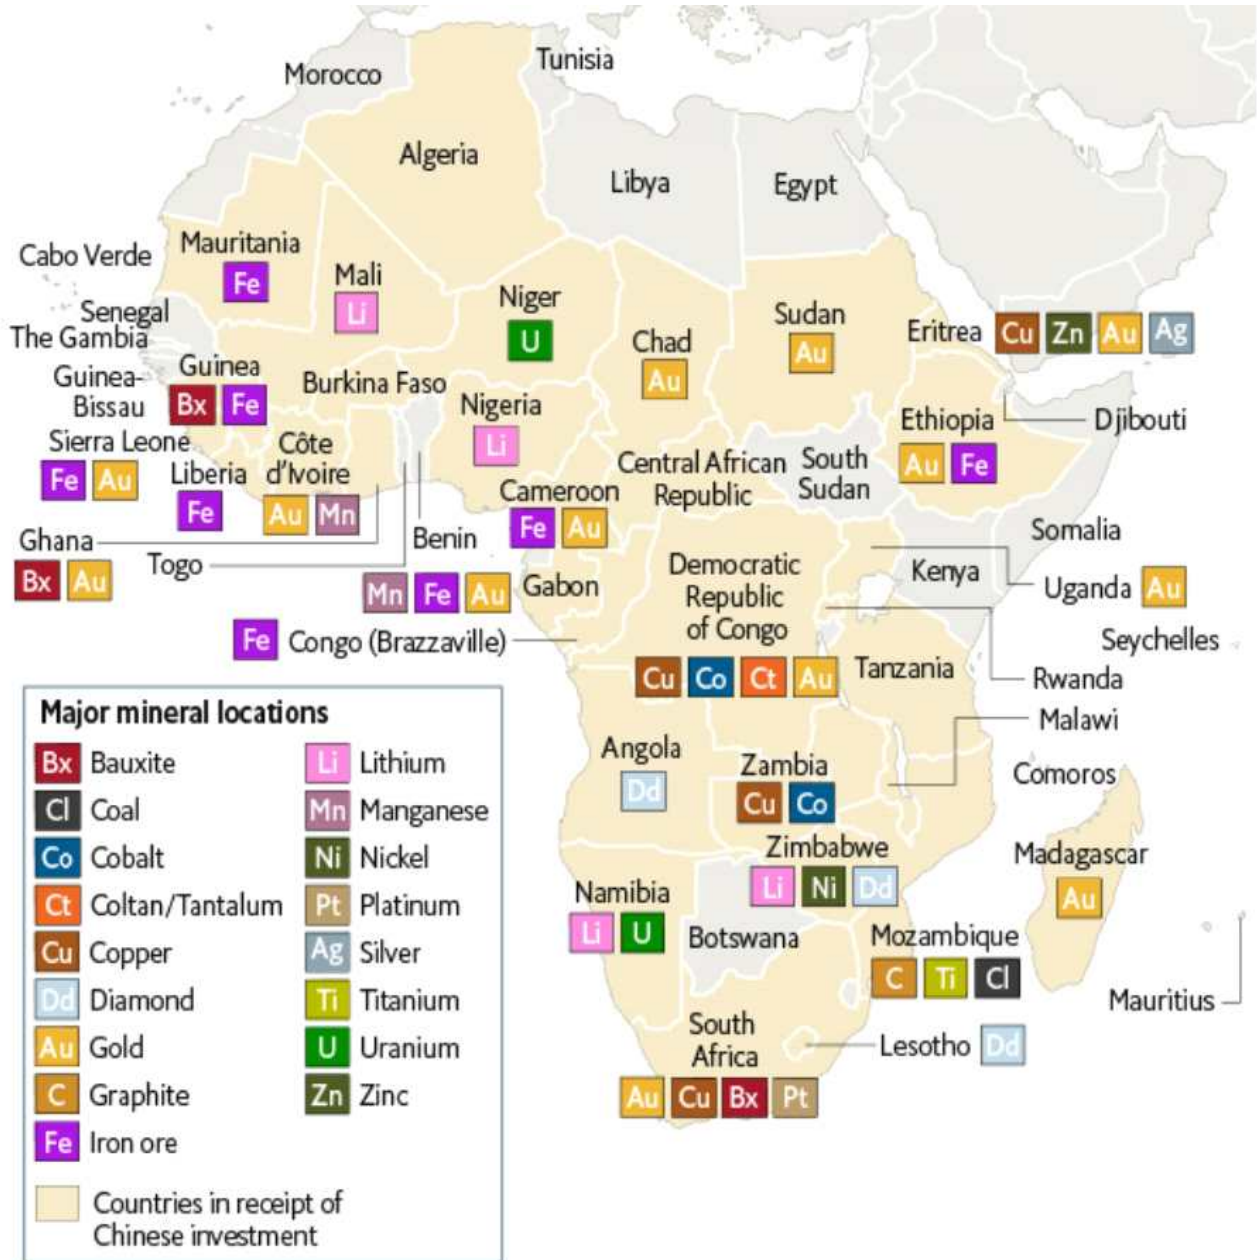 Morocco
Tunisia
Algeria
Libya
Egypt
Cabo Verde
Mauritania
Fe
Mali
Li
Niger
U
Chad
Au
Sudan
Au
Eritrea
Cu Zn Au Ag
Senegal
The Gambia
Guinea-
Bissau
Guinea
Bx Fe
Burkina Faso
Nigeria
Li
Ethiopia
Au Fe
Djibouti
Sierra Leone
Fe Au
Liberia
Fe
Côte
d'Ivoire
Au Mn
Central African
Republic
South
Sudan
Cameroon
Fe Au
Somalia
Ghana
Bx Au
Togo
Benin
Mn Fe Au Gabon
Democratic
Republic
of Congo
Cu Co Ct Au
Kenya
Uganda Au
Seychelles
Fe Congo (Brazzaville)
Tanzania
Rwanda
Malawi
Angola
Dd
Zambia
Cu Co
Comoros
Zimbabwe
Li Ni Dd
Madagascar
Au
Namibia
Li U
Botswana
Mozambique
C Ti Cl
Mauritius
South
Africa
Au Cu Bx Pt
Lesotho Dd
Major mineral locations
Bx Bauxite
Cl Coal
Co Cobalt
Ct Coltan/Tantalum
Cu Copper
Dd Diamond
Au Gold
C Graphite
Fe Iron ore
Li Lithium
Mn Manganese
Ni Nickel
Pt Platinum
Ag Silver
Ti Titanium
U Uranium
Zn Zinc
Countries in receipt of
Chinese investment